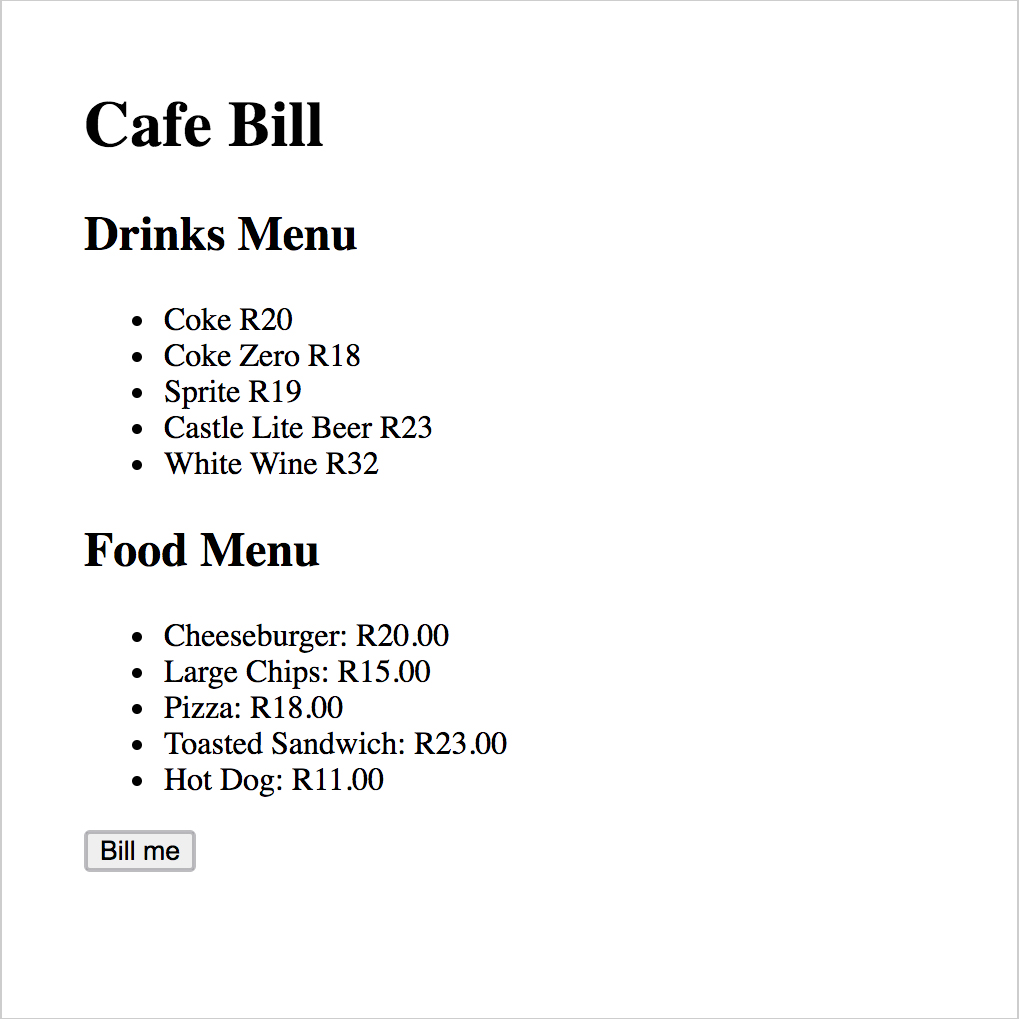 Cafe Bill
Drinks Menu
Coke R20
Coke Zero R18
Sprite R19
Castle Lite Beer R23
White Wine R32
Food Menu
Cheeseburger: R20.00
Large Chips: R15.00
Pizza: R18.00
Toasted Sandwich: R23.00
Hot Dog: R11.00
Bill me